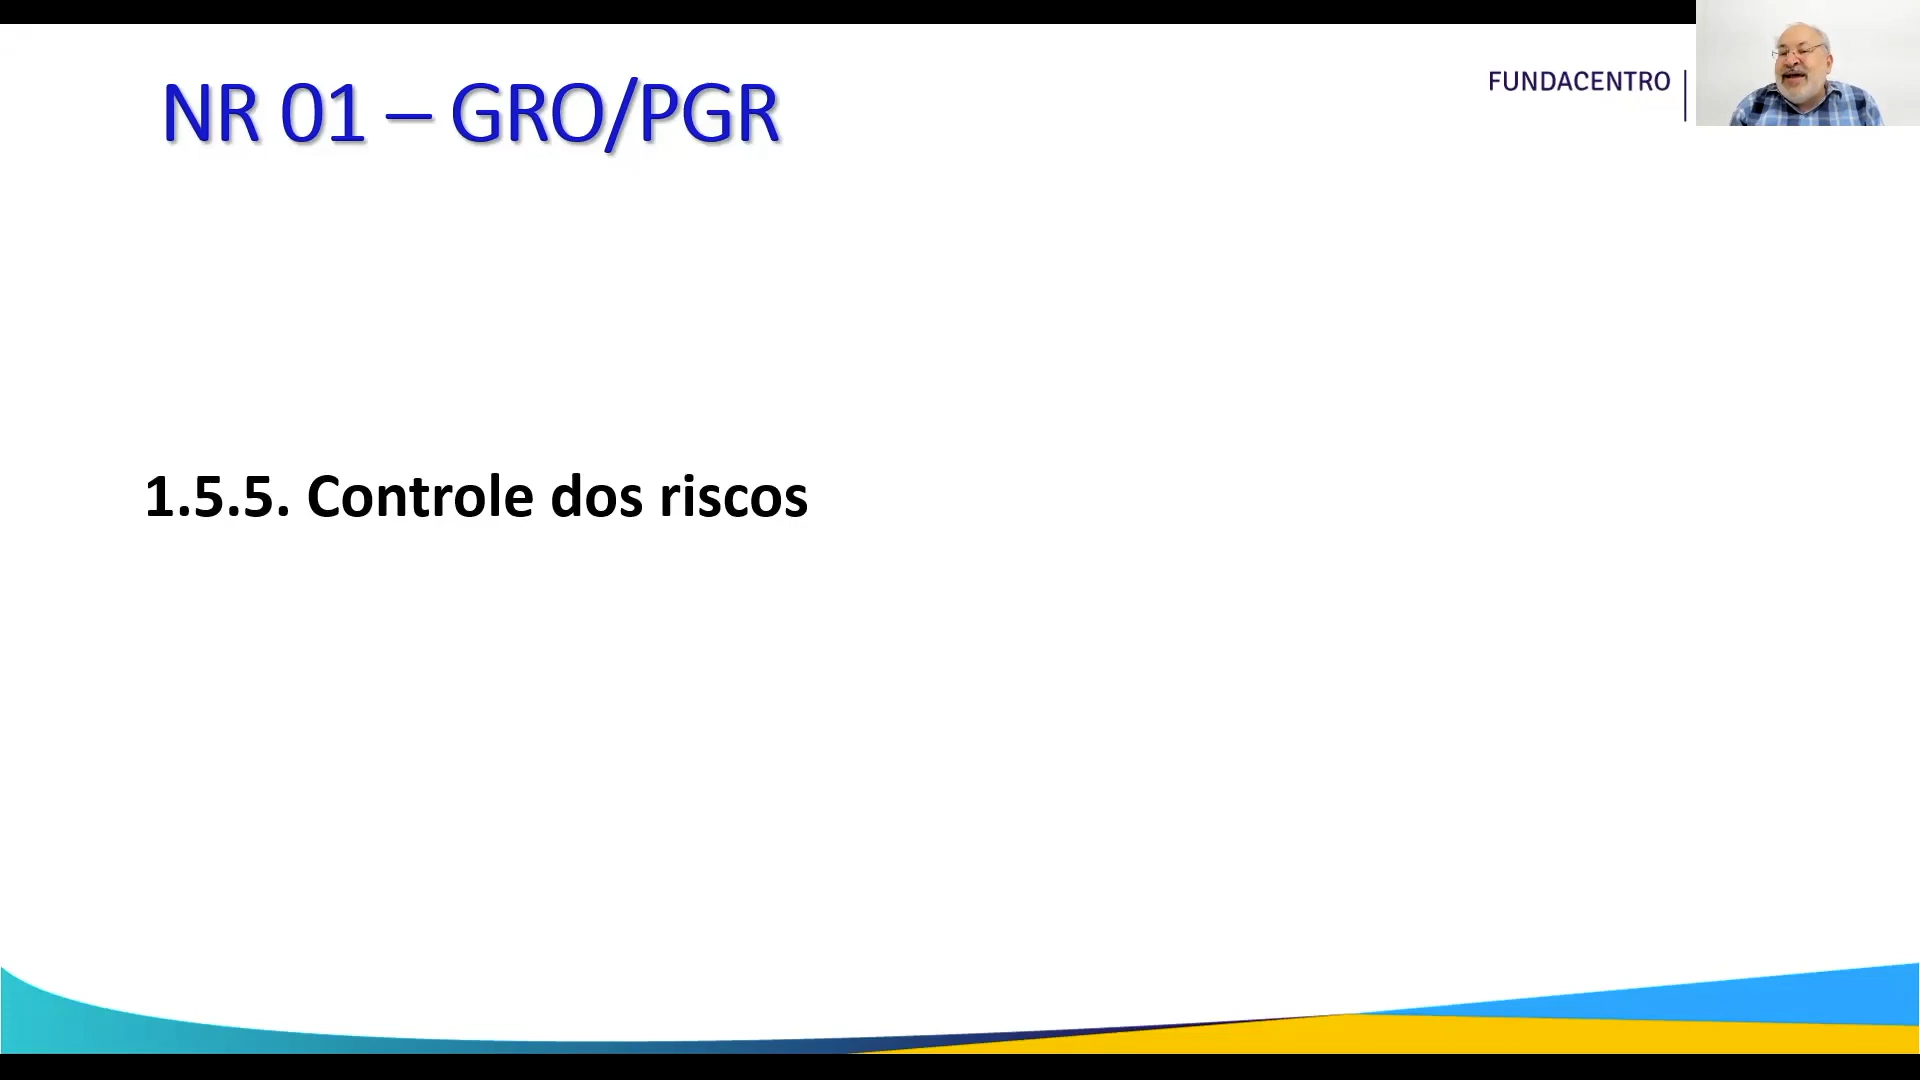 NR 01 – GRO/PGR
FUNDACENTRO
1.5.5. Controle dos riscos